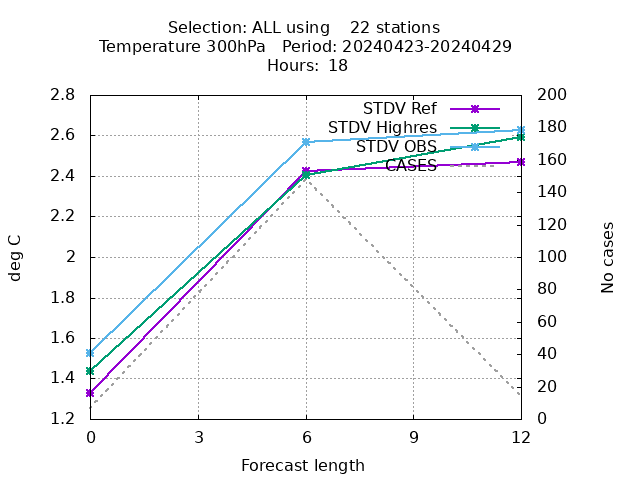 Selection: ALL using    22 stations
Temperature 300hPa   Period: 20240423-20240429
Hours: 18
2.8
2.6
2.4
2.2
2
1.8
1.6
1.4
1.2
200
180
160
140
120
100
80
60
40
20
0
STDV Ref
STDV Highres
STDV OBS
CASES
deg C
No cases
0 3 6 9 12
Forecast length